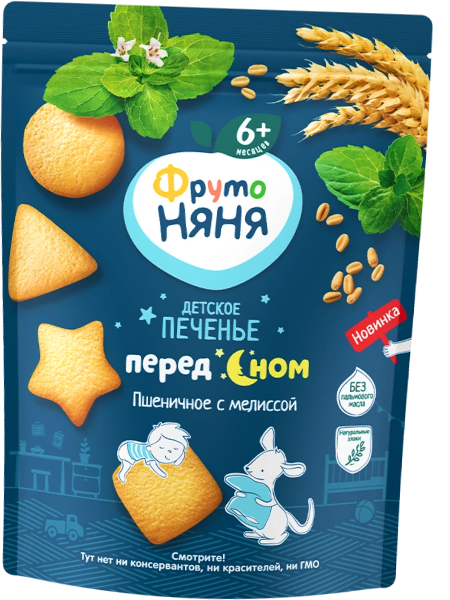 6+
месяцев
Фруто
Няня
ДЕТСКОЕ
ПЕЧЕНЬЕ
перед сном
Пшеничное с мелиссой
Новинка
БЕЗ
пальмового
масла
Натуральные
злаки
Смотрите!
Тут нет ни консервантов, ни красителей, ни ГМО